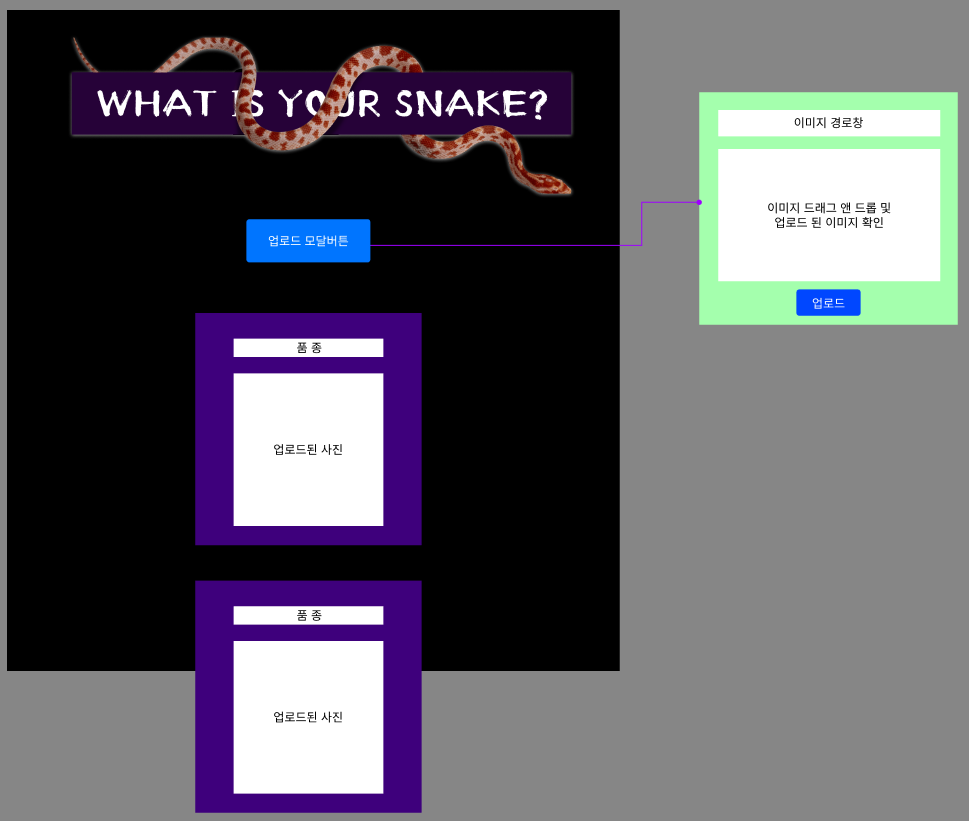 WHAT IS YOUR SNAKE?
업로드 모달버튼
품 종
업로드된 사진
품 종
업로드된 사진
이미지 경로창
이미지 드래그 앤 드롭 및
업로드 된 이미지 확인
업로드